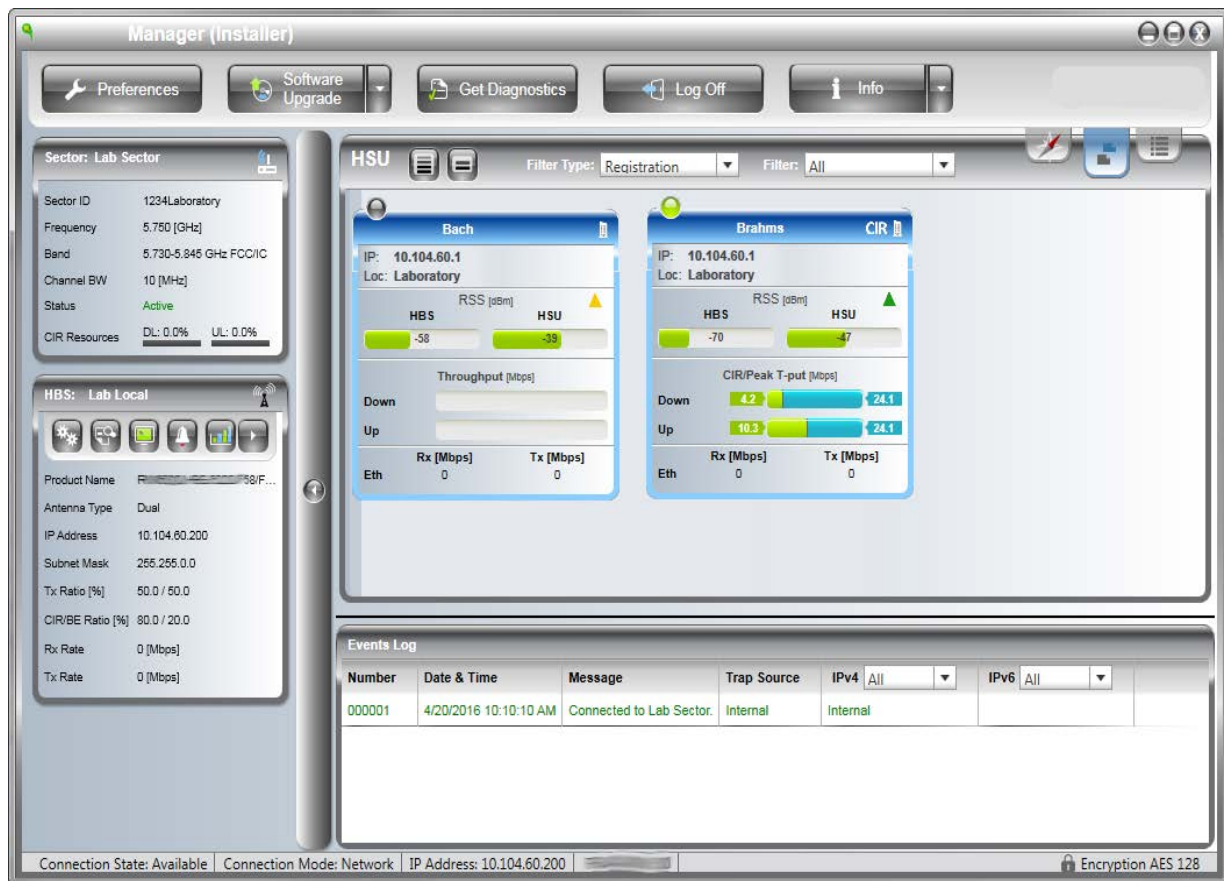 Manager (Installer)
Preferences
Software Upgrade
Get Diagnostics
Log Off
Info
Sector: Lab Sector
Sector ID 1234Laboratory
Frequency 5.750 [GHz]
Band 5.730-5.845 GHz FCC/IC
Channel BW 10 [MHz]
Status Active
CIR Resources DL: 0.0% UL: 0.0%
HBS: Lab Local
Product Name 58/F...
Antenna Type Dual
IP Address 10.104.60.200
Subnet Mask 255.255.0.0
Tx Ratio [%] 50.0 / 50.0
CIR/BE Ratio [%] 80.0 / 20.0
Rx Rate 0 [Mbps]
Tx Rate 0 [Mbps]
HSU Filter Type: Registration Filter: All
Bach
IP: 10.104.60.1
Loc: Laboratory
RSS [dBm]
HBS HSU
-58 -39
Throughput [Mbps]
Down
Up
Rx [Mbps] Tx [Mbps]
Eth 0 0
Brahms CIR
IP: 10.104.60.1
Loc: Laboratory
RSS [dBm]
HBS HSU
-70 -47
CIR/Peak T-put [Mbps]
Down 4.2 24.1
Up 10.3 24.1
Rx [Mbps] Tx [Mbps]
Eth 0 0
Events Log
Number Date & Time Message Trap Source IPv4 All IPv6 All
000001 4/20/2016 10:10:10 AM Connected to Lab Sector. Internal Internal
Connection State: Available Connection Mode: Network IP Address: 10.104.60.200 Encryption AES 128